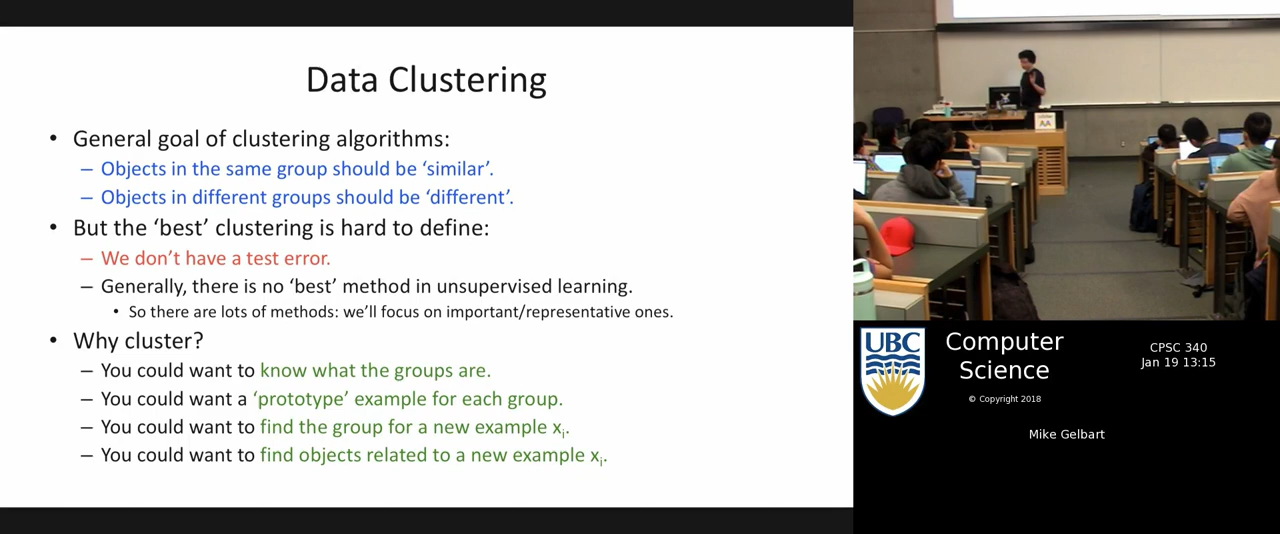 Data Clustering
• General goal of clustering algorithms:
– Objects in the same group should be ‘similar’.
– Objects in different groups should be ‘different’.
• But the ‘best’ clustering is hard to define:
– We don’t have a test error.
– Generally, there is no ‘best’ method in unsupervised learning.
• So there are lots of methods: we’ll focus on important/representative ones.
• Why cluster?
– You could want to know what the groups are.
– You could want a ‘prototype’ example for each group.
– You could want to find the group for a new example xi.
– You could want to find objects related to a new example xi.
UBC
Computer
Science
© Copyright 2018
CPSC 340
Jan 19 13:15
Mike Gelbart